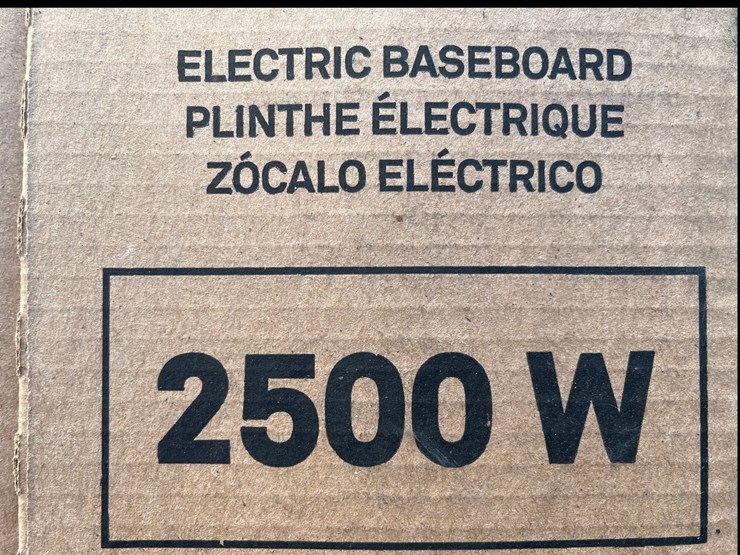 ELECTRIC BASEBOARD
PLINTHE ÉLECTRIQUE
ZÓCALO ELÉCTRICO
2500 W